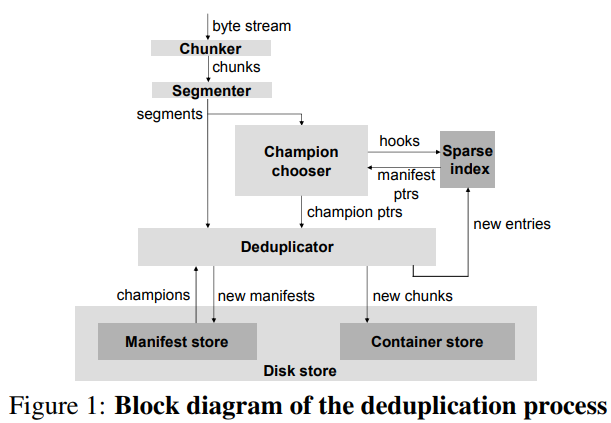 byte stream
Chunker
chunks
Segmenter
segments
Champion
chooser
hooks
manifest
ptrs
Sparse
index
champion ptrs
new entries
Deduplicator
champions
new manifests
new chunks
Manifest store
Container store
Disk store
Figure 1: Block diagram of the deduplication process